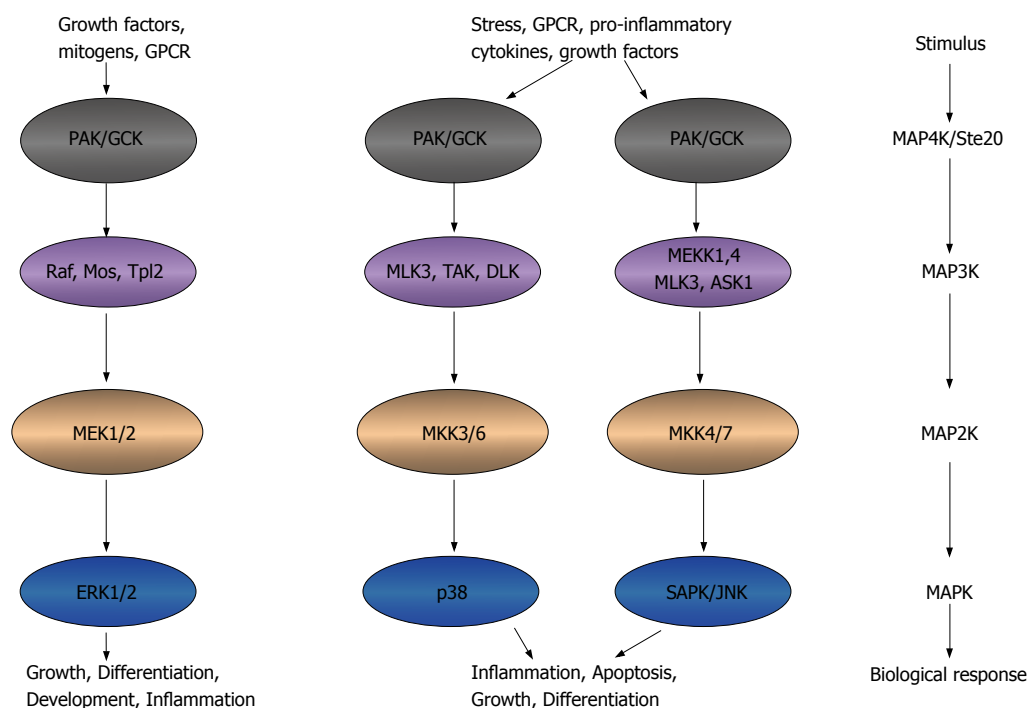 Growth factors,
mitogens, GPCR
Stress, GPCR, pro-inflammatory
cytokines, growth factors
Stimulus
PAK/GCK
PAK/GCK
PAK/GCK
MAP4K/Ste20
Raf, Mos, Tpl2
MLK3, TAK, DLK
MEKK1,4
MLK3, ASK1
MAP3K
MEK1/2
MKK3/6
MKK4/7
MAP2K
ERK1/2
p38
SAPK/JNK
MAPK
Growth, Differentiation,
Development, Inflammation
Inflammation, Apoptosis,
Growth, Differentiation
Biological response